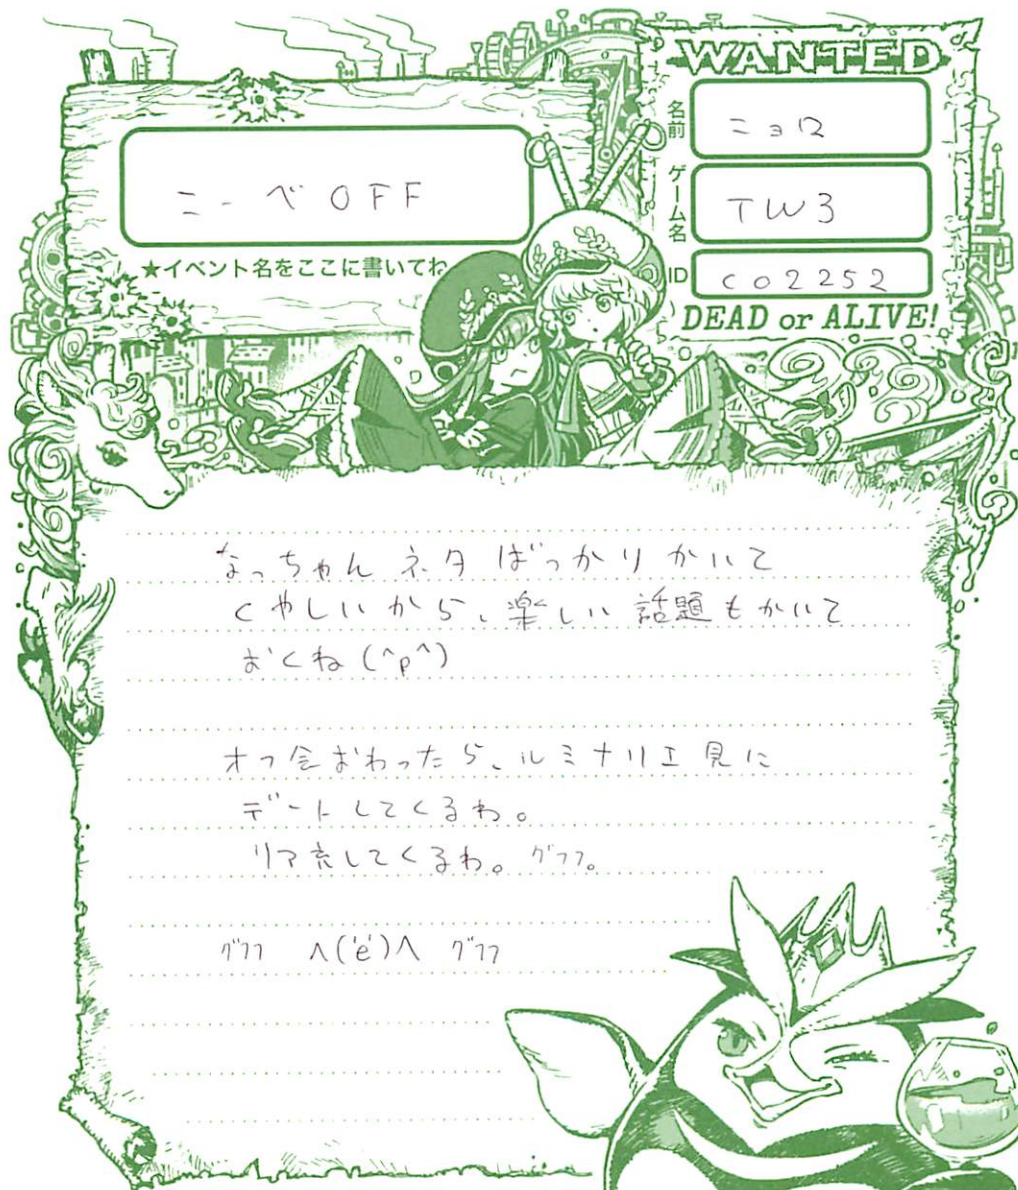 WANTED
名前
ニョロ
ゲーム名
TW3
ID
c02252
DEAD or ALIVE!
こーべOFF
★イベント名をここに書いてね
なっちゃんネタばっかりかいて
くやしいから、楽しい話題もかいて
おくね(^p^)
オフ会おわったら、ルミナリエ見に
デートしてくるわ。
リア充してくるわ。グフフ。
グフフ ∧('e')∧ グフフ